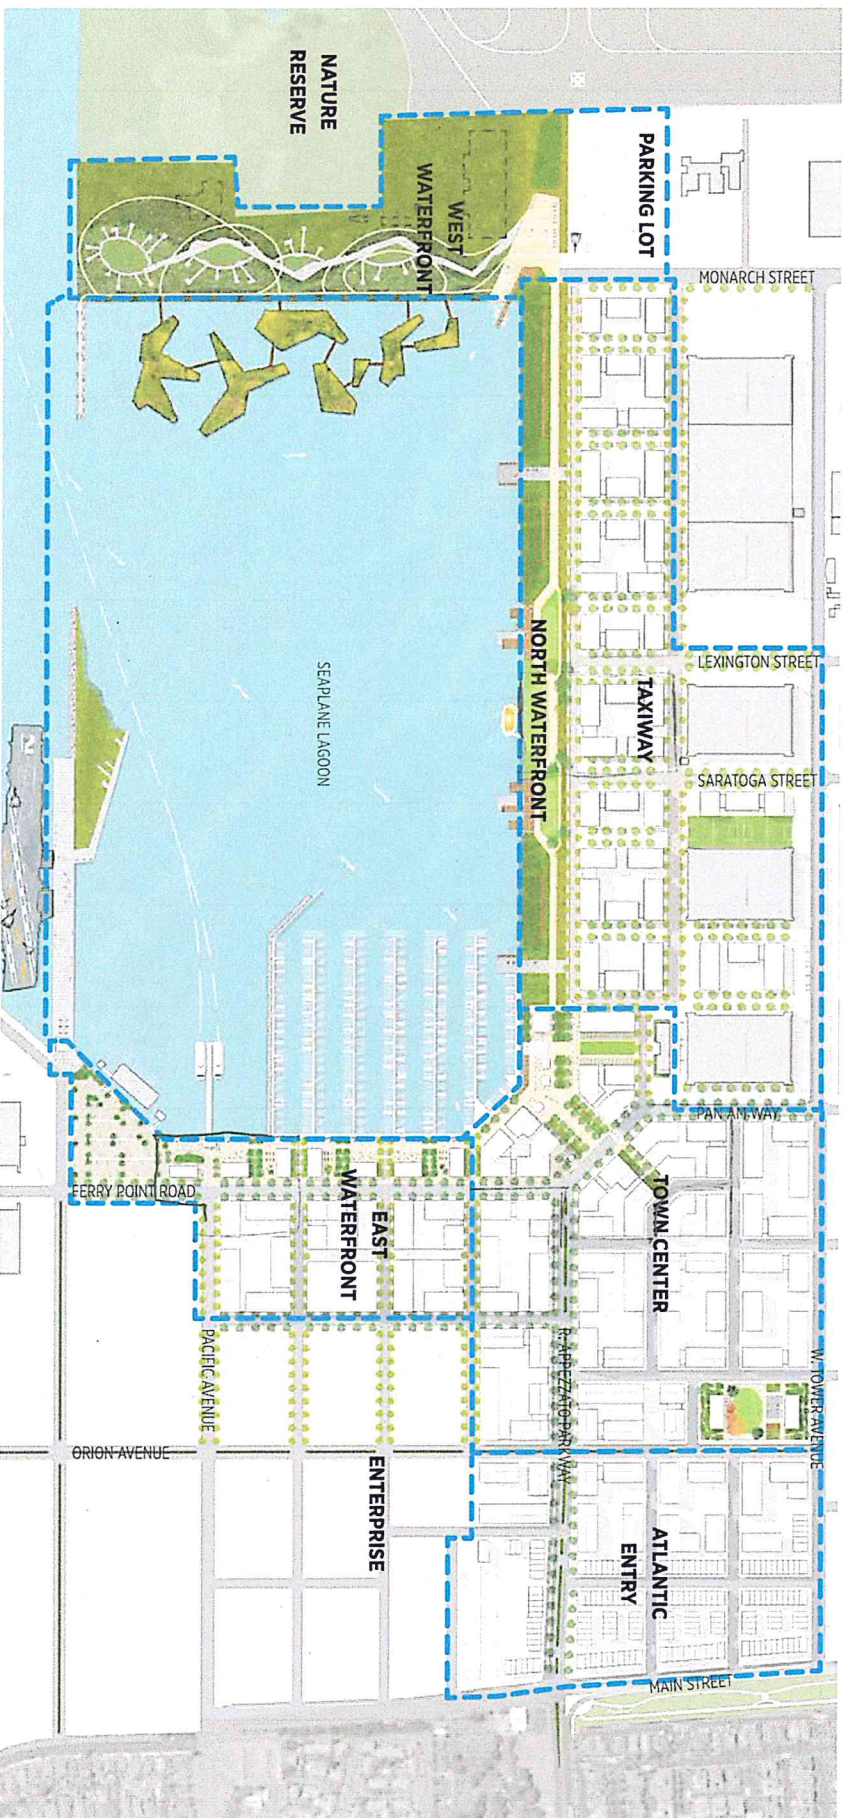 NATURE
RESERVE
WEST
WATERFRONT
PARKING LOT
MONARCH STREET
NORTH WATERFRONT
TAXIWAY
LEXINGTON STREET
SARATOGA STREET
SEAPLANE LAGOON
PAN AM WAY
TOWN CENTER
FERRY POINT ROAD
EAST
WATERFRONT
PACIFIC AVENUE
R. APPEZZATO PARKWAY
W. TOWER AVENUE
ORION AVENUE
ENTERPRISE
ATLANTIC
ENTRY
MAIN STREET